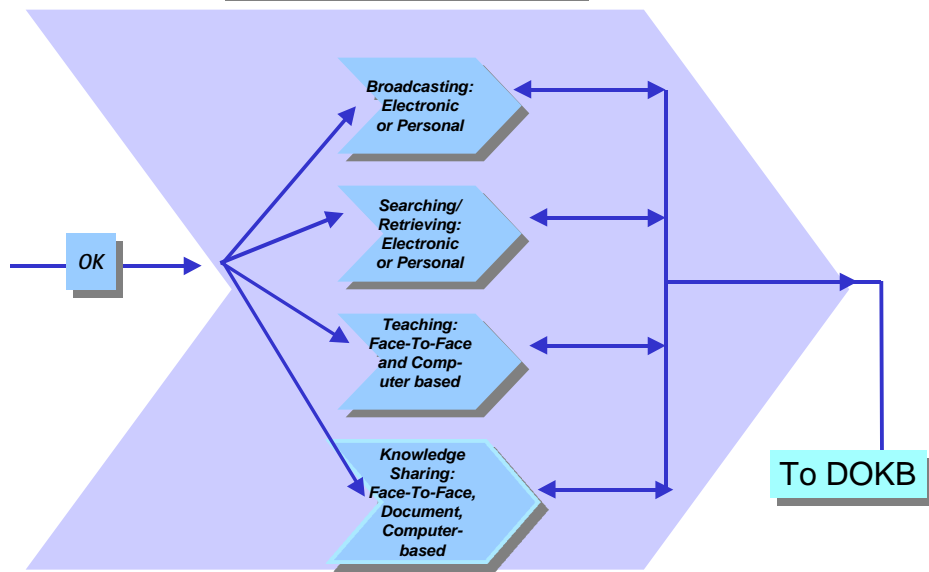 Broadcasting:
Electronic
or Personal
Searching/
Retrieving:
Electronic
or Personal
OK
Teaching:
Face-To-Face
and Comp-
uter based
Knowledge
Sharing:
Face-To-Face,
Document,
Computer-
based
To DOKB